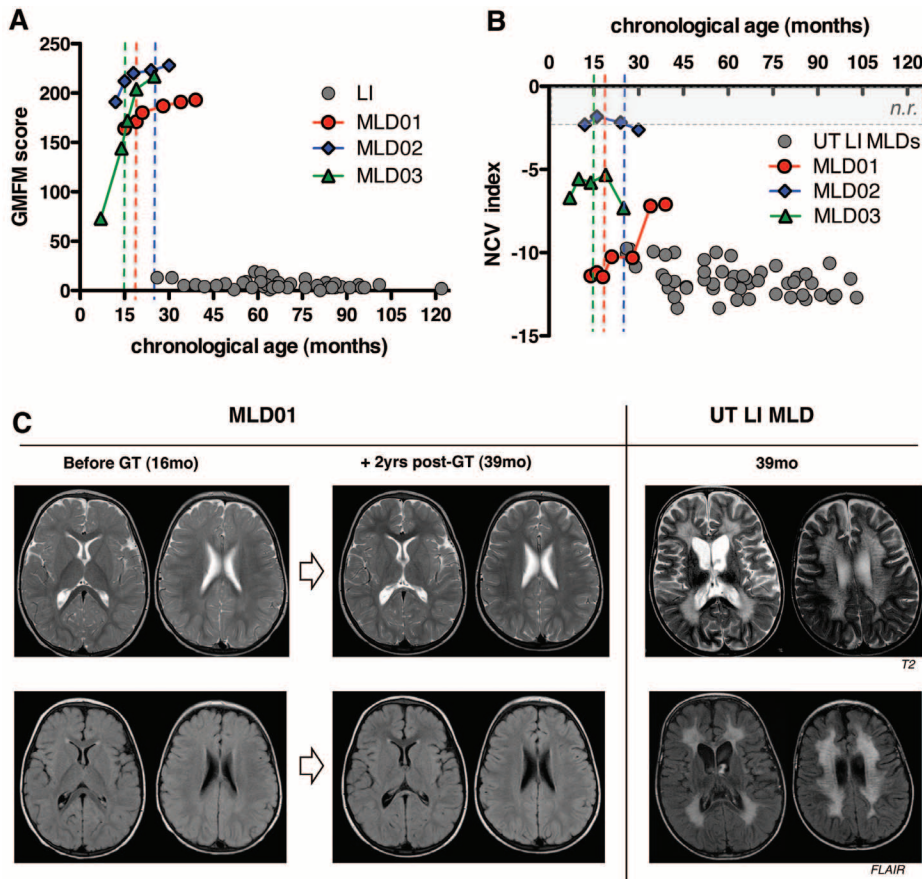 A
GMFM score
250
200
150
100
50
0
0 15 30 45 60 75 90 105 120
chronological age (months)
LI
MLD01
MLD02
MLD03
B
chronological age (months)
0 15 30 45 60 75 90 105 120
NCV index
0
-5
-10
-15
n.r.
UT LI MLDs
MLD01
MLD02
MLD03
C
MLD01
UT LI MLD
Before GT (16mo)
+ 2yrs post-GT (39mo)
39mo
T2
FLAIR